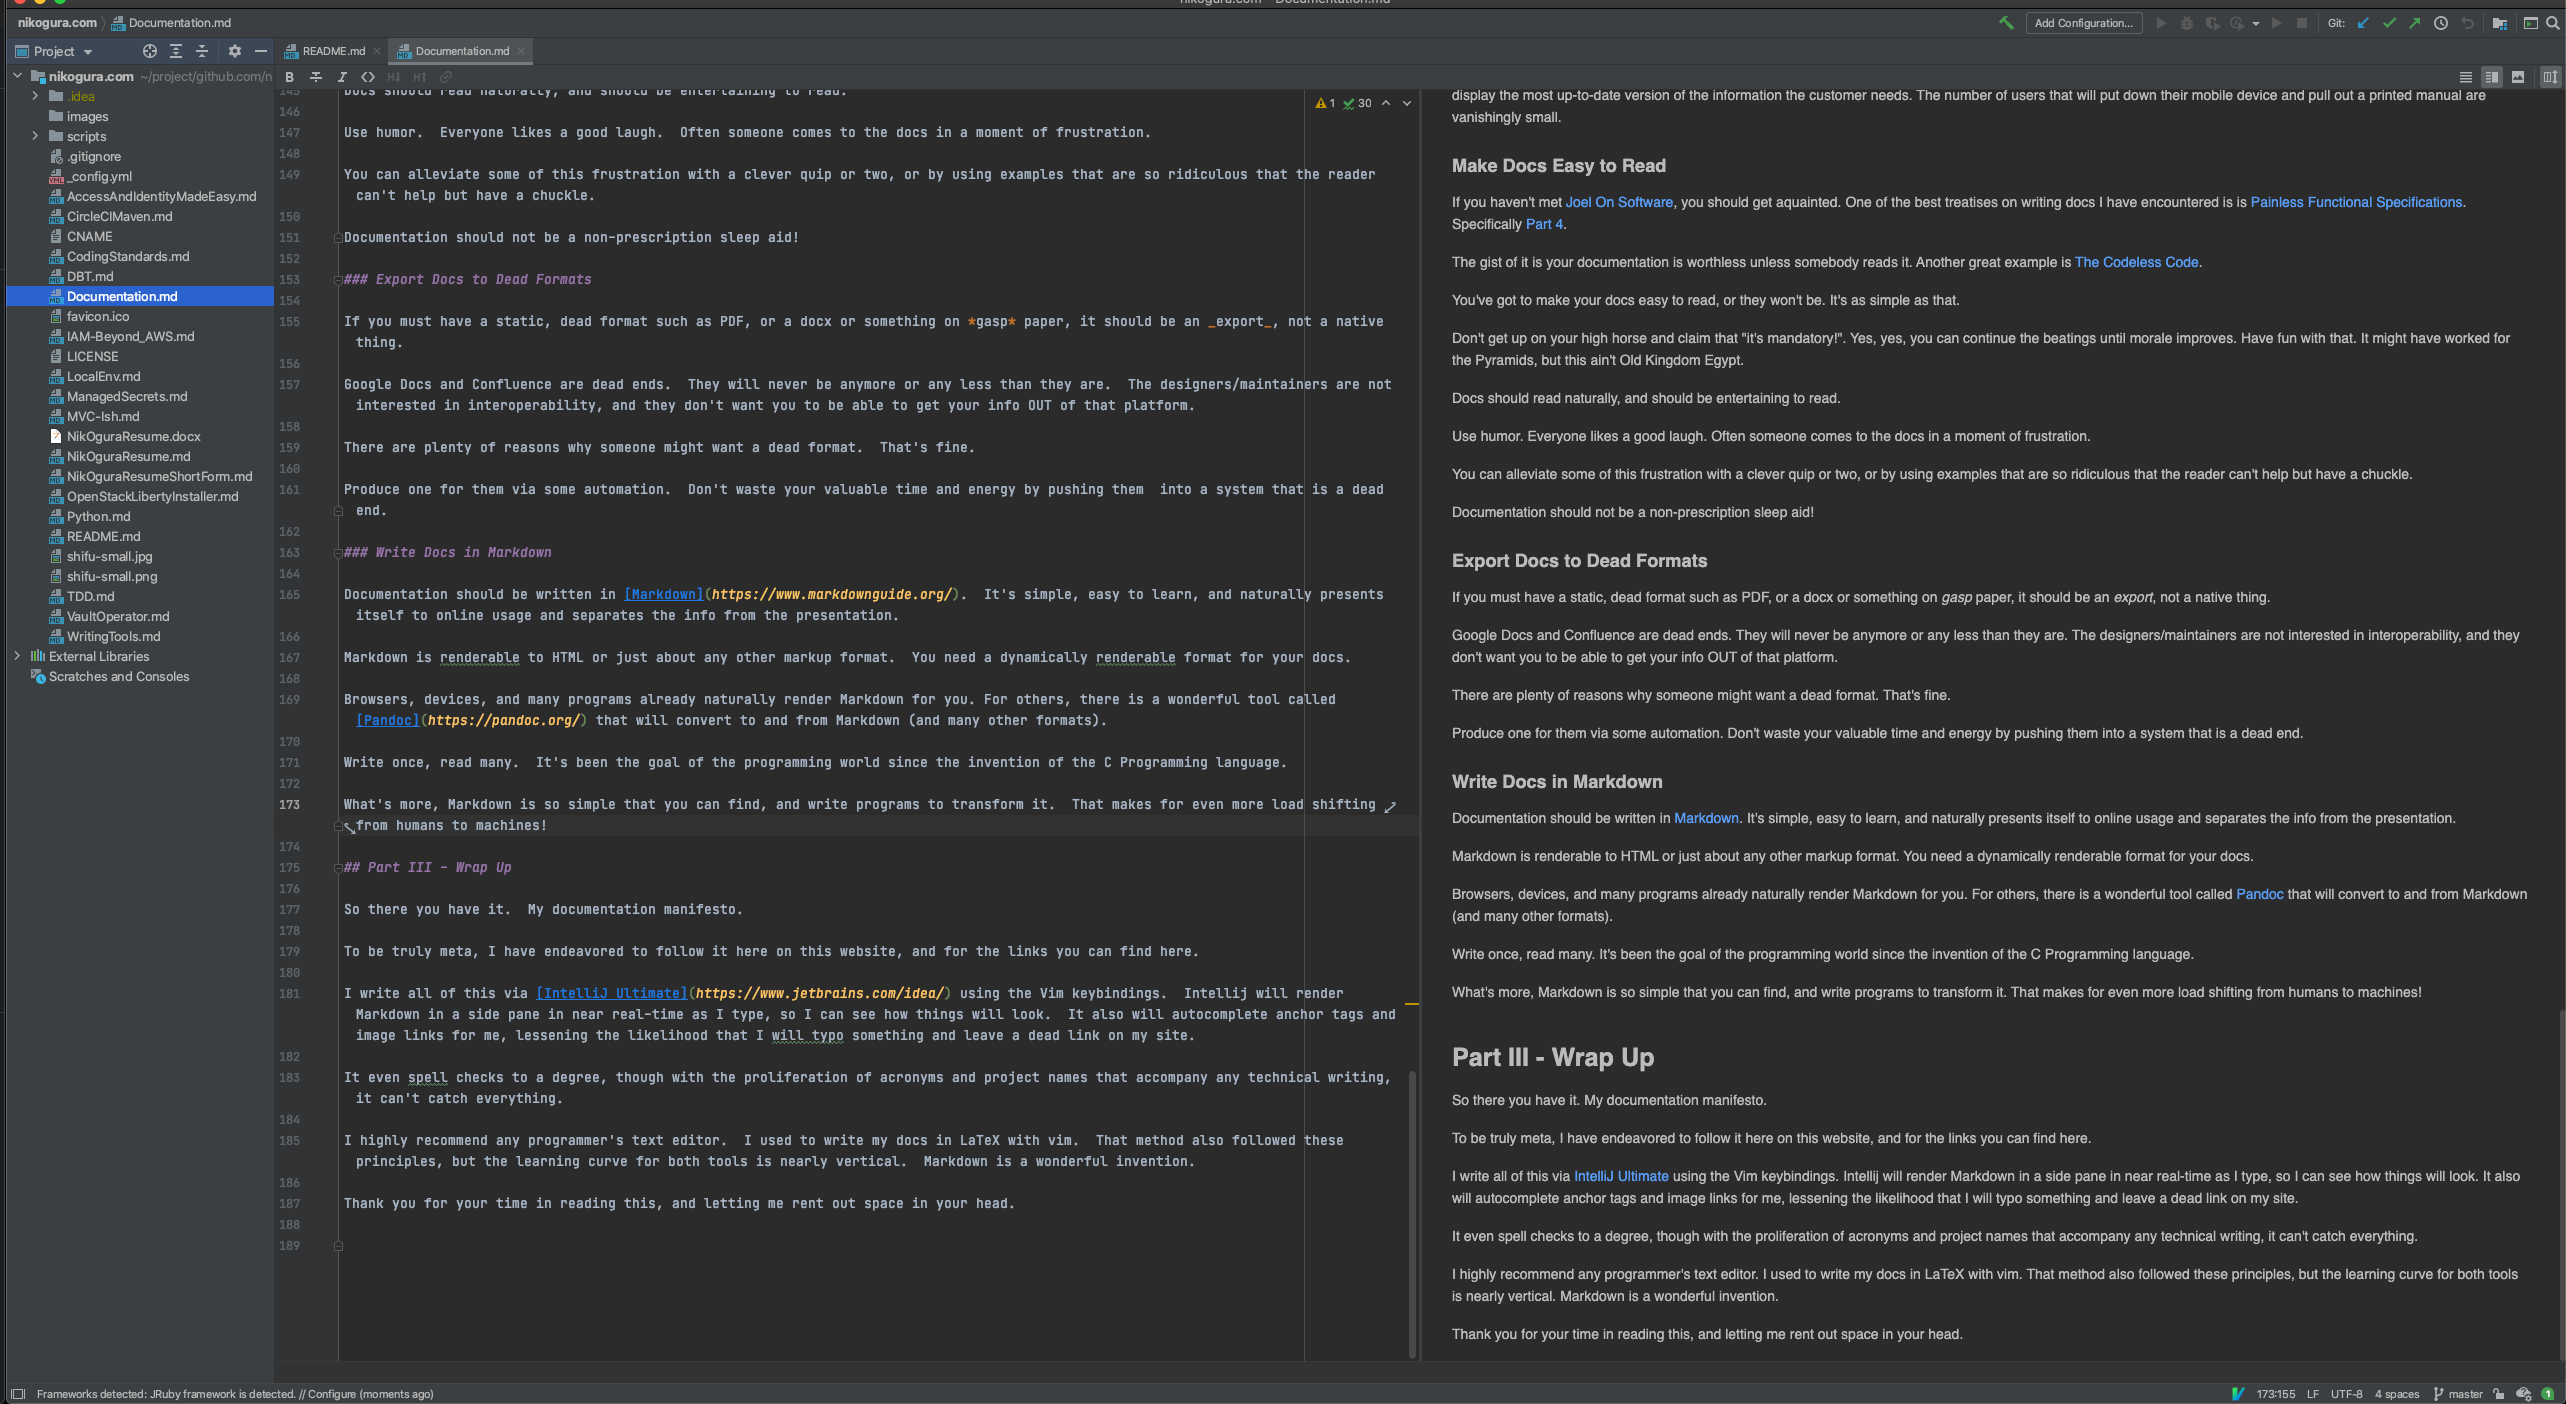 nikogura.com – Documentation.md
nikogura.com Documentation.md
Add Configuration...
Git:
Project
README.md
Documentation.md
nikogura.com ~/project/github.com/n
.idea
images
scripts
.gitignore
_config.yml
AccessAndIdentityMadeEasy.md
CircleCIMaven.md
CNAME
CodingStandards.md
DBT.md
Documentation.md
favicon.ico
IAM-Beyond_AWS.md
LICENSE
LocalEnv.md
ManagedSecrets.md
MVC-Ish.md
NikOguraResume.docx
NikOguraResume.md
NikOguraResumeShortForm.md
OpenStackLibertyInstaller.md
Python.md
README.md
shifu-small.jpg
shifu-small.png
TDD.md
VaultOperator.md
WritingTools.md
External Libraries
Scratches and Consoles
1 30
145 Docs should read naturally, and should be entertaining to read.
146
147 Use humor.  Everyone likes a good laugh.  Often someone comes to the docs in a moment of frustration.
148
149 You can alleviate some of this frustration with a clever quip or two, or by using examples that are so ridiculous that the reader
can't help but have a chuckle.
150
151 Documentation should not be a non-prescription sleep aid!
152
153 ### Export Docs to Dead Formats
154
155 If you must have a static, dead format such as PDF, or a docx or something on *gasp* paper, it should be an _export_, not a native
thing.
156
157 Google Docs and Confluence are dead ends.  They will never be anymore or any less than they are.  The designers/maintainers are not
interested in interoperability, and they don't want you to be able to get your info OUT of that platform.
158
159 There are plenty of reasons why someone might want a dead format.  That's fine.
160
161 Produce one for them via some automation.  Don't waste your valuable time and energy by pushing them  into a system that is a dead
end.
162
163 ### Write Docs in Markdown
164
165 Documentation should be written in [Markdown](https://www.markdownguide.org/).  It's simple, easy to learn, and naturally presents
itself to online usage and separates the info from the presentation.
166
167 Markdown is renderable to HTML or just about any other markup format.  You need a dynamically renderable format for your docs.
168
169 Browsers, devices, and many programs already naturally render Markdown for you. For others, there is a wonderful tool called
[Pandoc](https://pandoc.org/) that will convert to and from Markdown (and many other formats).
170
171 Write once, read many.  It's been the goal of the programming world since the invention of the C Programming language.
172
173 What's more, Markdown is so simple that you can find, and write programs to transform it.  That makes for even more load shifting
from humans to machines!
174
175 ## Part III - Wrap Up
176
177 So there you have it.  My documentation manifesto.
178
179 To be truly meta, I have endeavored to follow it here on this website, and for the links you can find here.
180
181 I write all of this via [IntelliJ Ultimate](https://www.jetbrains.com/idea/) using the Vim keybindings.  Intellij will render
Markdown in a side pane in near real-time as I type, so I can see how things will look.  It also will autocomplete anchor tags and
image links for me, lessening the likelihood that I will typo something and leave a dead link on my site.
182
183 It even spell checks to a degree, though with the proliferation of acronyms and project names that accompany any technical writing,
it can't catch everything.
184
185 I highly recommend any programmer's text editor.  I used to write my docs in LaTeX with vim.  That method also followed these
principles, but the learning curve for both tools is nearly vertical.  Markdown is a wonderful invention.
186
187 Thank you for your time in reading this, and letting me rent out space in your head.
188
189
display the most up-to-date version of the information the customer needs. The number of users that will put down their mobile device and pull out a printed manual are
vanishingly small.
Make Docs Easy to Read
If you haven't met Joel On Software, you should get aquainted. One of the best treatises on writing docs I have encountered is is Painless Functional Specifications.
Specifically Part 4.
The gist of it is your documentation is worthless unless somebody reads it. Another great example is The Codeless Code.
You've got to make your docs easy to read, or they won't be. It's as simple as that.
Don't get up on your high horse and claim that "it's mandatory!". Yes, yes, you can continue the beatings until morale improves. Have fun with that. It might have worked for
the Pyramids, but this ain't Old Kingdom Egypt.
Docs should read naturally, and should be entertaining to read.
Use humor. Everyone likes a good laugh. Often someone comes to the docs in a moment of frustration.
You can alleviate some of this frustration with a clever quip or two, or by using examples that are so ridiculous that the reader can't help but have a chuckle.
Documentation should not be a non-prescription sleep aid!
Export Docs to Dead Formats
If you must have a static, dead format such as PDF, or a docx or something on gasp paper, it should be an export, not a native thing.
Google Docs and Confluence are dead ends. They will never be anymore or any less than they are. The designers/maintainers are not interested in interoperability, and they
don't want you to be able to get your info OUT of that platform.
There are plenty of reasons why someone might want a dead format. That's fine.
Produce one for them via some automation. Don't waste your valuable time and energy by pushing them into a system that is a dead end.
Write Docs in Markdown
Documentation should be written in Markdown. It's simple, easy to learn, and naturally presents itself to online usage and separates the info from the presentation.
Markdown is renderable to HTML or just about any other markup format. You need a dynamically renderable format for your docs.
Browsers, devices, and many programs already naturally render Markdown for you. For others, there is a wonderful tool called Pandoc that will convert to and from Markdown
(and many other formats).
Write once, read many. It's been the goal of the programming world since the invention of the C Programming language.
What's more, Markdown is so simple that you can find, and write programs to transform it. That makes for even more load shifting from humans to machines!
Part III - Wrap Up
So there you have it. My documentation manifesto.
To be truly meta, I have endeavored to follow it here on this website, and for the links you can find here.
I write all of this via IntelliJ Ultimate using the Vim keybindings. Intellij will render Markdown in a side pane in near real-time as I type, so I can see how things will look. It also
will autocomplete anchor tags and image links for me, lessening the likelihood that I will typo something and leave a dead link on my site.
It even spell checks to a degree, though with the proliferation of acronyms and project names that accompany any technical writing, it can't catch everything.
I highly recommend any programmer's text editor. I used to write my docs in LaTeX with vim. That method also followed these principles, but the learning curve for both tools
is nearly vertical. Markdown is a wonderful invention.
Thank you for your time in reading this, and letting me rent out space in your head.
Frameworks detected: JRuby framework is detected. // Configure (moments ago)
173:155 LF UTF-8 4 spaces master 1